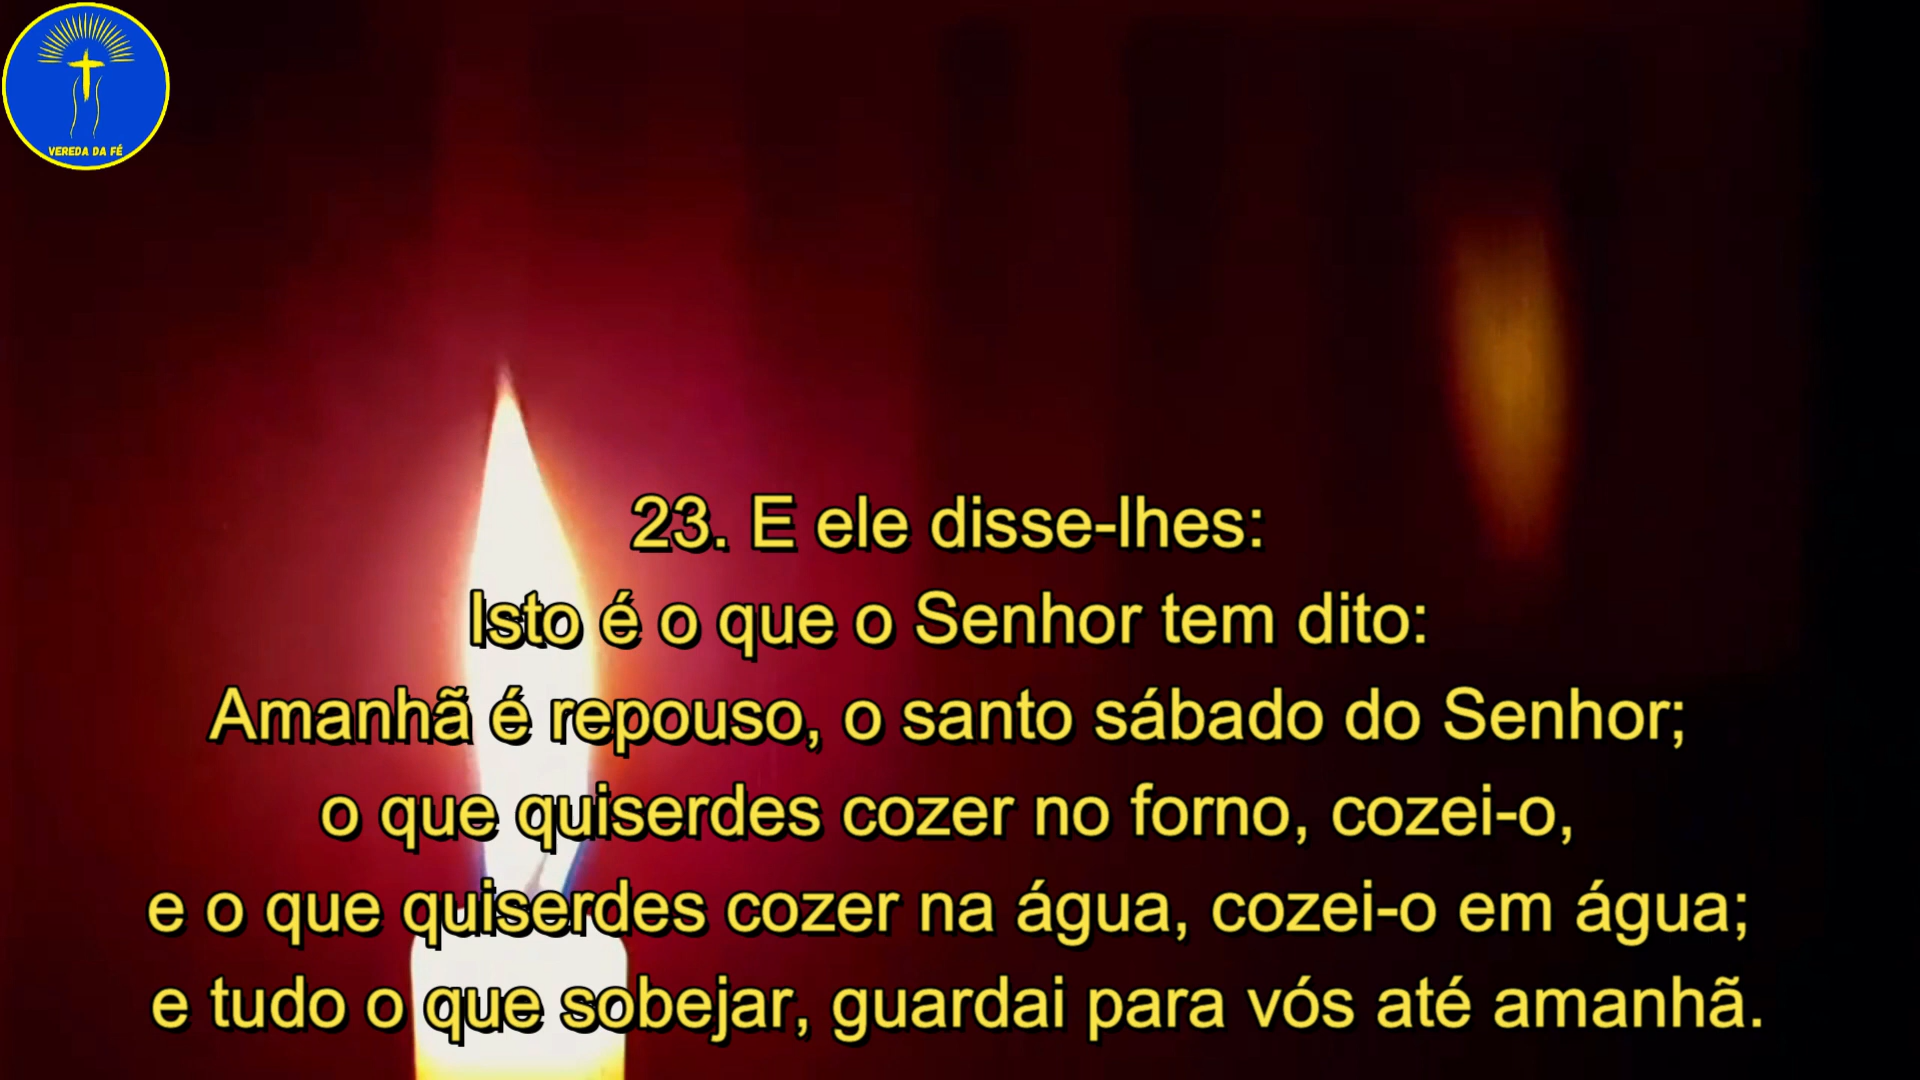 VEREDA DA FÉ
23. E ele disse-lhes:
Isto é o que o Senhor tem dito:
Amanhã é repouso, o santo sábado do Senhor;
o que quiserdes cozer no forno, cozei-o,
e o que quiserdes cozer na água, cozei-o em água;
e tudo o que sobejar, guardai para vós até amanhã.